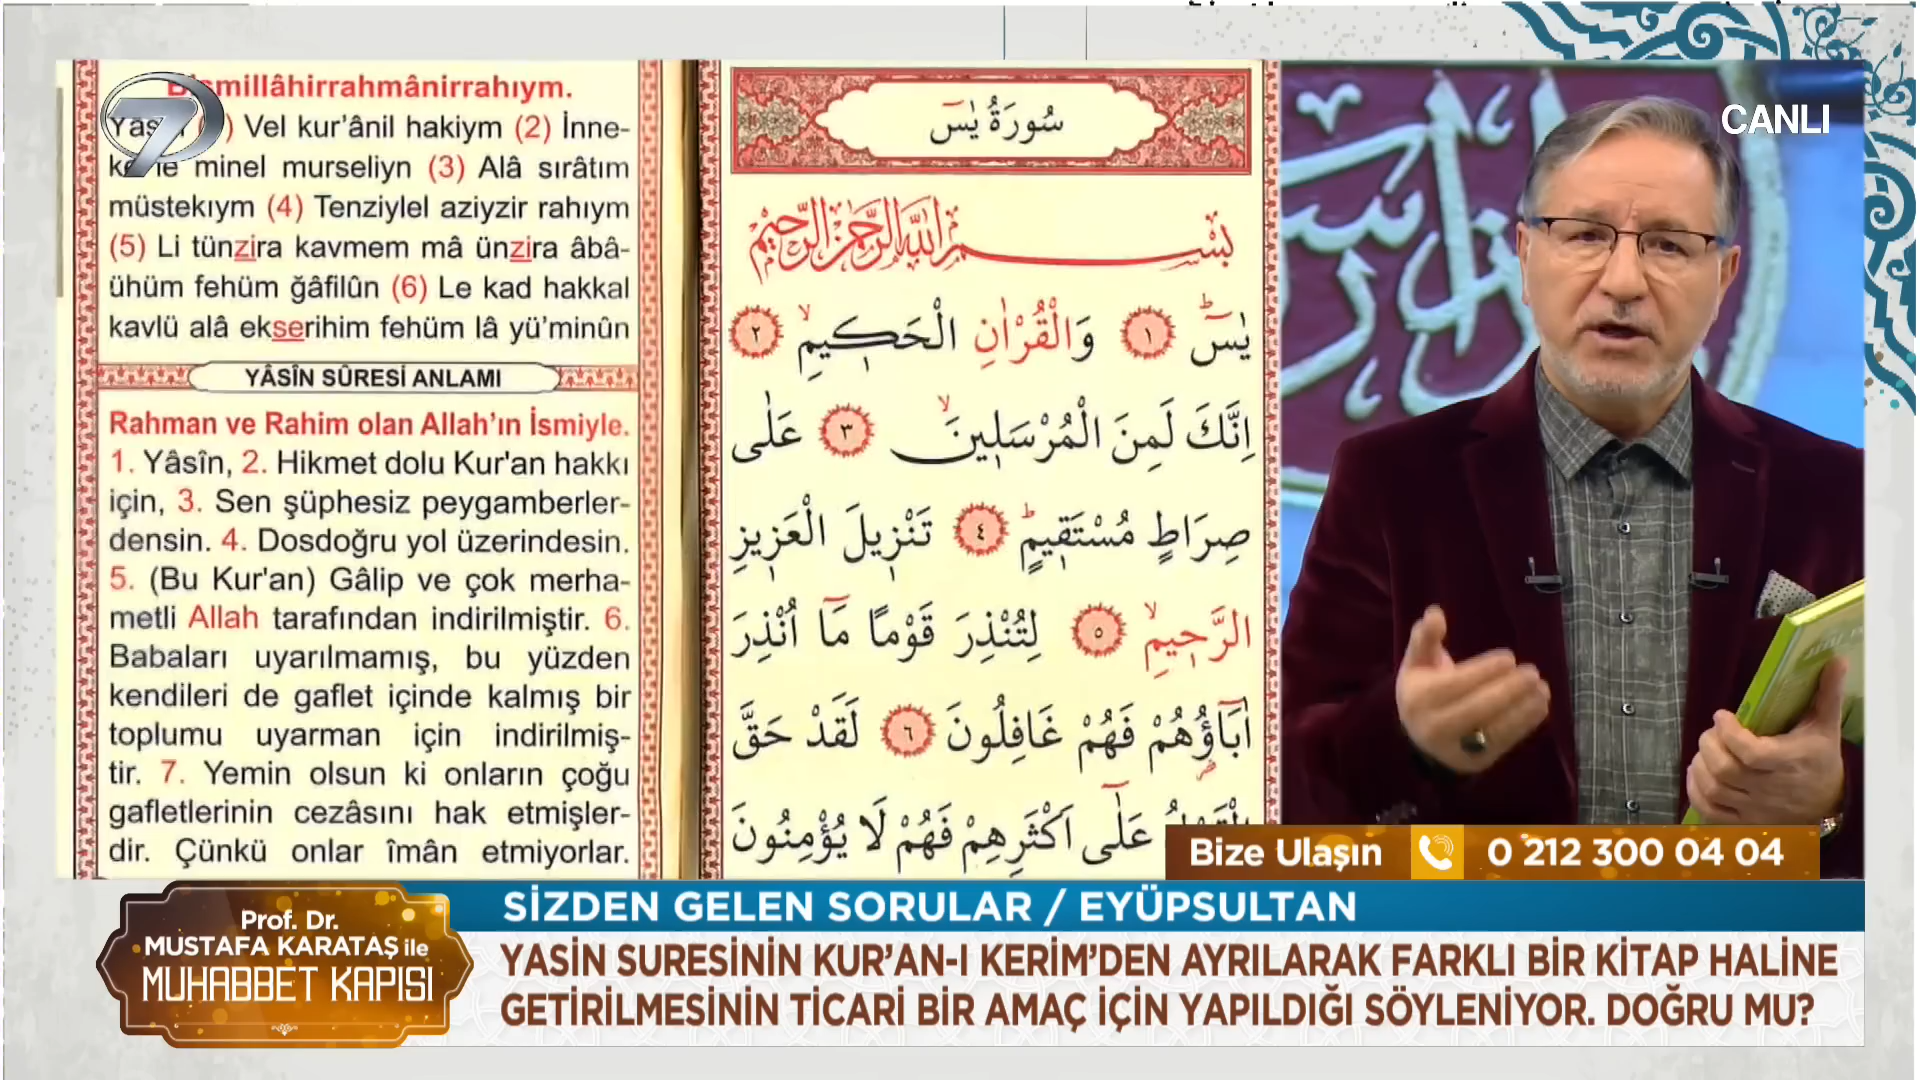 CANLI
Bismillâhirrahmânirrahıym.
Yâsîn (1) Vel kur'ânil hakiym (2) İnne-
ke le minel murseliyn (3) Alâ sırâtım
müstekıym (4) Tenziylel aziyzir rahıym
(5) Li tünzira kavmem mâ ünzira âbâ-
ühüm fehüm ğâfilûn (6) Le kad hakkal
kavlü alâ ekserihim fehüm lâ yü'minûn
YÂSÎN SÛRESİ ANLAMI
Rahman ve Rahim olan Allah'ın İsmiyle.
1. Yâsîn, 2. Hikmet dolu Kur'an hakkı
için, 3. Sen şüphesiz peygamberler-
densin. 4. Dosdoğru yol üzerindesin.
5. (Bu Kur'an) Gâlip ve çok merha-
metli Allah tarafından indirilmiştir. 6.
Babaları uyarılmamış, bu yüzden
kendileri de gaflet içinde kalmış bir
toplumu uyarman için indirilmiş-
tir. 7. Yemin olsun ki onların çoğu
gafletlerinin cezâsını hak etmişler-
dir. Çünkü onlar îmân etmiyorlar.
سُورَةُ يٰسٓ
بِسْمِ اللّٰهِ الرَّحْمٰنِ الرَّحِيمِ
يٰسٓ ﴿١﴾ وَالْقُرْاٰنِ الْحَكِيمِ ﴿٢﴾
اِنَّكَ لَمِنَ الْمُرْسَلِينَ ﴿٣﴾ عَلٰى
صِرَاطٍ مُسْتَقِيمٍ ﴿٤﴾ تَنْزِيلَ الْعَزِيزِ
الرَّحِيمِ ﴿٥﴾ لِتُنْذِرَ قَوْمًا مَٓا اُنْذِرَ
اٰبَٓاؤُهُمْ فَهُمْ غَافِلُونَ ﴿٦﴾ لَقَدْ حَقَّ
عَلٰٓى اَكْثَرِهِمْ فَهُمْ لَا يُؤْمِنُونَ
Bize Ulaşın 0 212 300 04 04
SİZDEN GELEN SORULAR / EYÜPSULTAN
Prof. Dr.
MUSTAFA KARATAŞ ile
MUHABBET KAPISI
YASİN SURESİNİN KUR'AN-I KERİM'DEN AYRILARAK FARKLI BİR KİTAP HALİNE
GETİRİLMESİNİN TİCARİ BİR AMAÇ İÇİN YAPILDIĞI SÖYLENİYOR. DOĞRU MU?